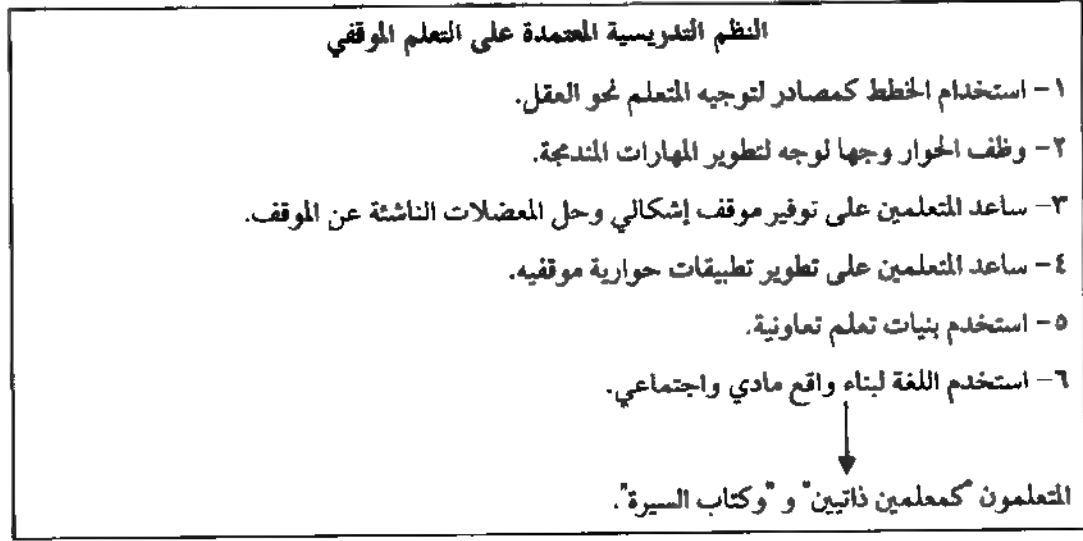 النظم التدريسية المعتمدة على التعلم الموقفي
١- استخدام الخطط كمصادر لتوجيه المتعلم نحو العقل.
٢- وظف الحوار وجها لوجه لتطوير المهارات المندمجة.
٣- ساعد المتعلمين على توفير موقف إشكالي وحل المعضلات الناشئة عن الموقف.
٤- ساعد المتعلمين على تطوير تطبيقات حوارية موقفيه.
٥- استخدم بنيات تعلم تعاونية.
٦- استخدم اللغة لبناء واقع مادي واجتماعي.
المتعلمون "كمعلمين ذاتيين" و "وكتاب السيرة".